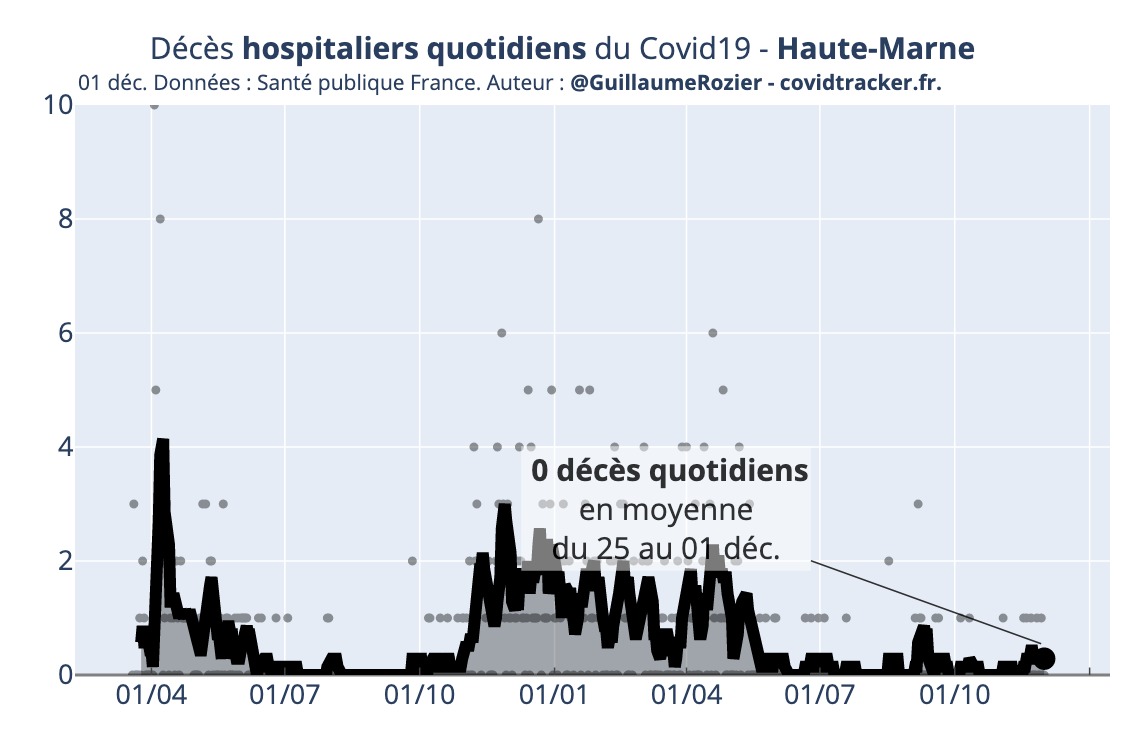 Décès hospitaliers quotidiens du Covid19 - Haute-Marne
01 déc. Données : Santé publique France. Auteur : @GuillaumeRozier - covidtracker.fr.
10
8
6
4
2
0
0 décès quotidiens
en moyenne
du 25 au 01 déc.
01/04 01/07 01/10 01/01 01/04 01/07 01/10